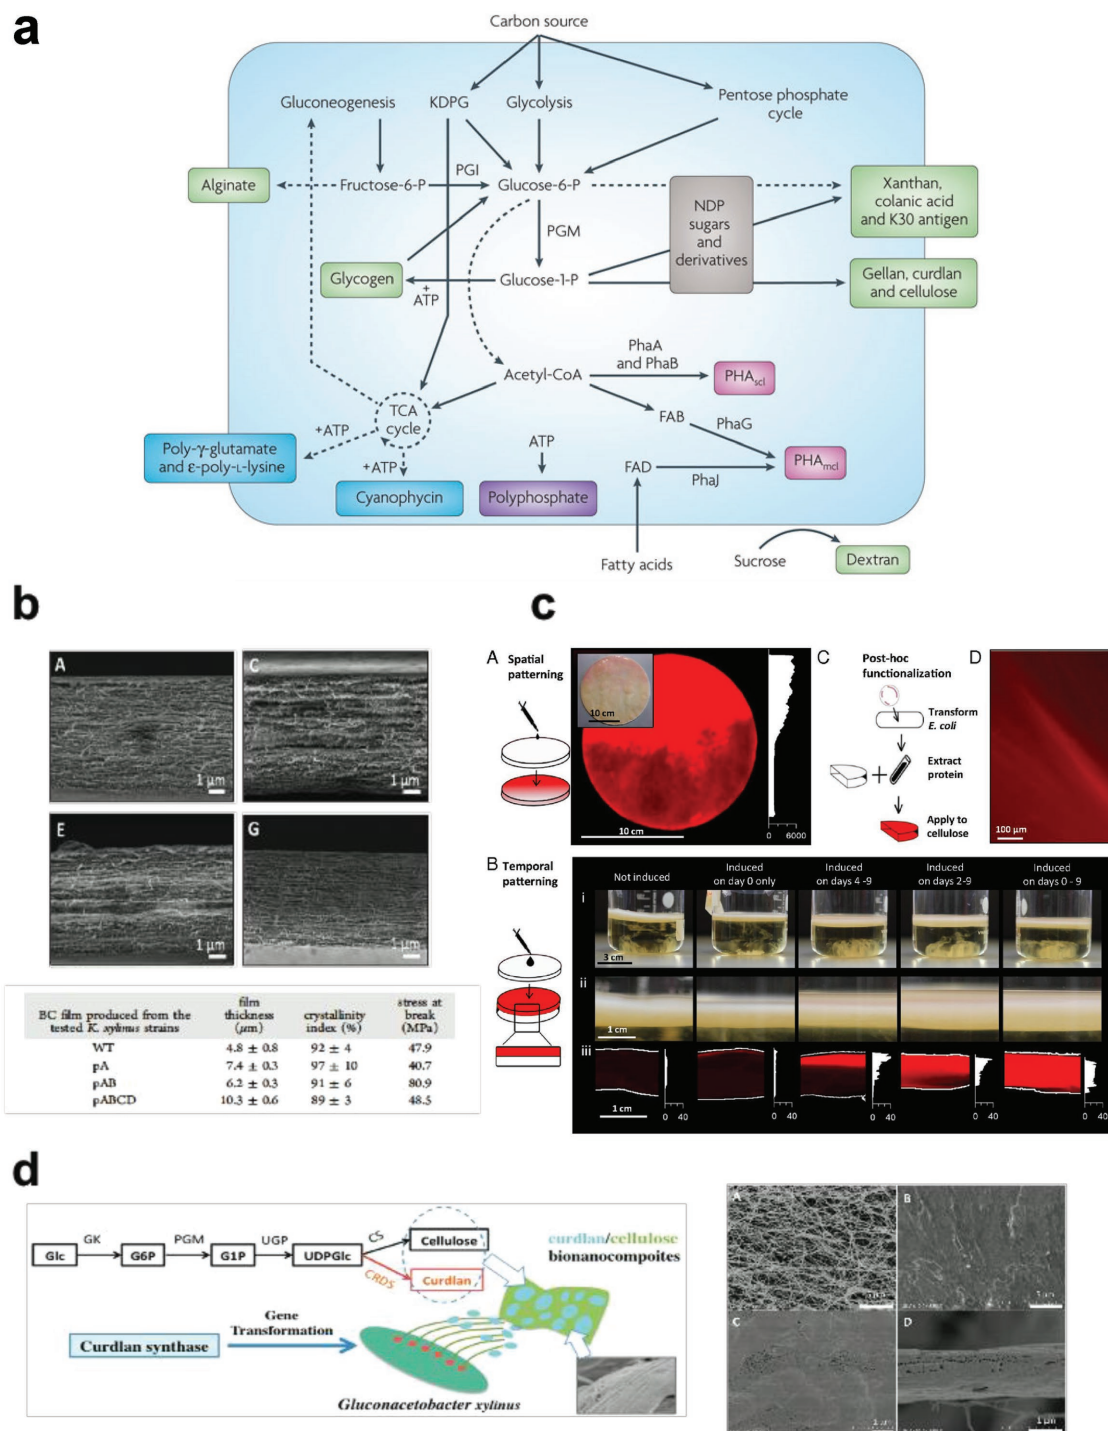 a
Carbon source
Gluconeogenesis
KDPG
Glycolysis
Pentose phosphate
cycle
Alginate
Fructose-6-P
PGI
Glucose-6-P
NDP
sugars
and
derivatives
Xanthan,
colanic acid
and K30 antigen
PGM
Glycogen
+
ATP
Glucose-1-P
Gellan, curdlan
and cellulose
PhaA
and PhaB
Acetyl-CoA
PHAscl
TCA
cycle
FAB
PhaG
+ATP
Poly-γ-glutamate
and ε-poly-L-lysine
+ATP
ATP
FAD
PhaJ
PHAmcl
Cyanophycin
Polyphosphate
Fatty acids
Sucrose
Dextran
b
A
1 μm
C
1 μm
E
1 μm
G
1 μm
BC film produced from the
tested K. xylinus strains
film
thickness
(μm)
crystallinity
index (%)
stress at
break
(MPa)
WT 4.8 ± 0.8 92 ± 4 47.9
pA 7.4 ± 0.3 97 ± 10 40.7
pAB 6.2 ± 0.3 91 ± 6 80.9
pABCD 10.3 ± 0.6 89 ± 3 48.5
c
A
Spatial
patterning
10 cm
10 cm
0 6000
C
Post-hoc
functionalization
Transform
E. coli
Extract
protein
Apply to
cellulose
D
100 μm
B
Temporal
patterning
Not induced
Induced
on day 0 only
Induced
on days 4 -9
Induced
on days 2-9
Induced
on days 0 - 9
i
3 cm
ii
1 cm
iii
1 cm
0 40
0 40
0 40
0 40
0 40
d
Glc
GK
G6P
PGM
G1P
UGP
UDPGlc
CS
Cellulose
CRDS
Curdlan
curdlan/cellulose
bionanocompoites
Curdlan synthase
Gene
Transformation
Gluconacetobacter xylinus
A
B
C
1 μm
D
1 μm